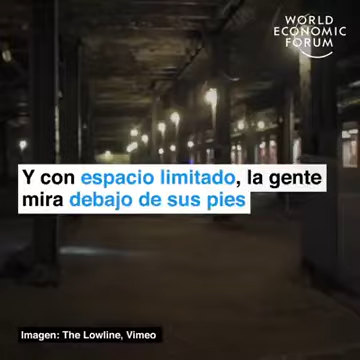 WORLD
ECONOMIC
FORUM
Y con espacio limitado, la gente
mira debajo de sus pies
Imagen: The Lowline, Vimeo